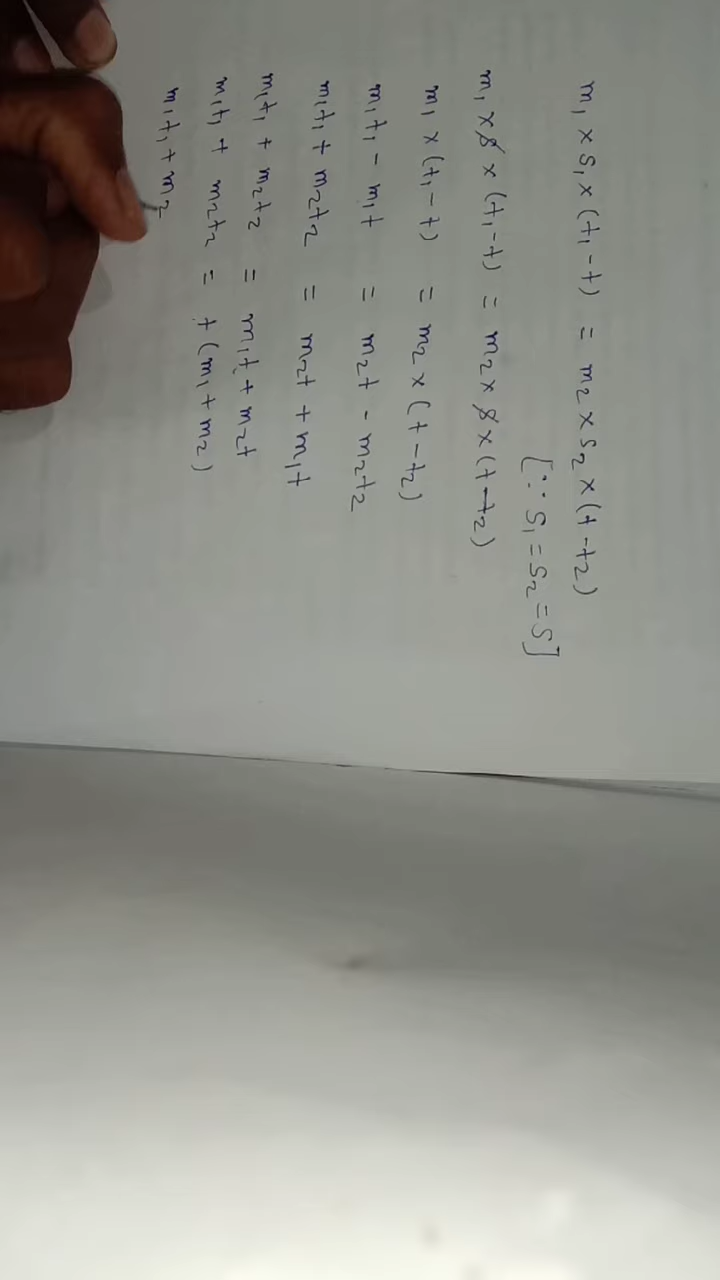 m₁ × s₁ × (t₁ - t) = m₂ × s₂ × (t - t₂)
[∵ s₁ = s₂ = s]
m₁ × s × (t₁ - t) = m₂ × s × (t - t₂)
m₁ × (t₁ - t) = m₂ × (t - t₂)
m₁t₁ - m₁t = m₂t - m₂t₂
m₁t₁ + m₂t₂ = m₂t + m₁t
m₁t₁ + m₂t₂ = m₁t + m₂t
m₁t₁ + m₂t₂ = t (m₁ + m₂)
m₁t₁ + m₂